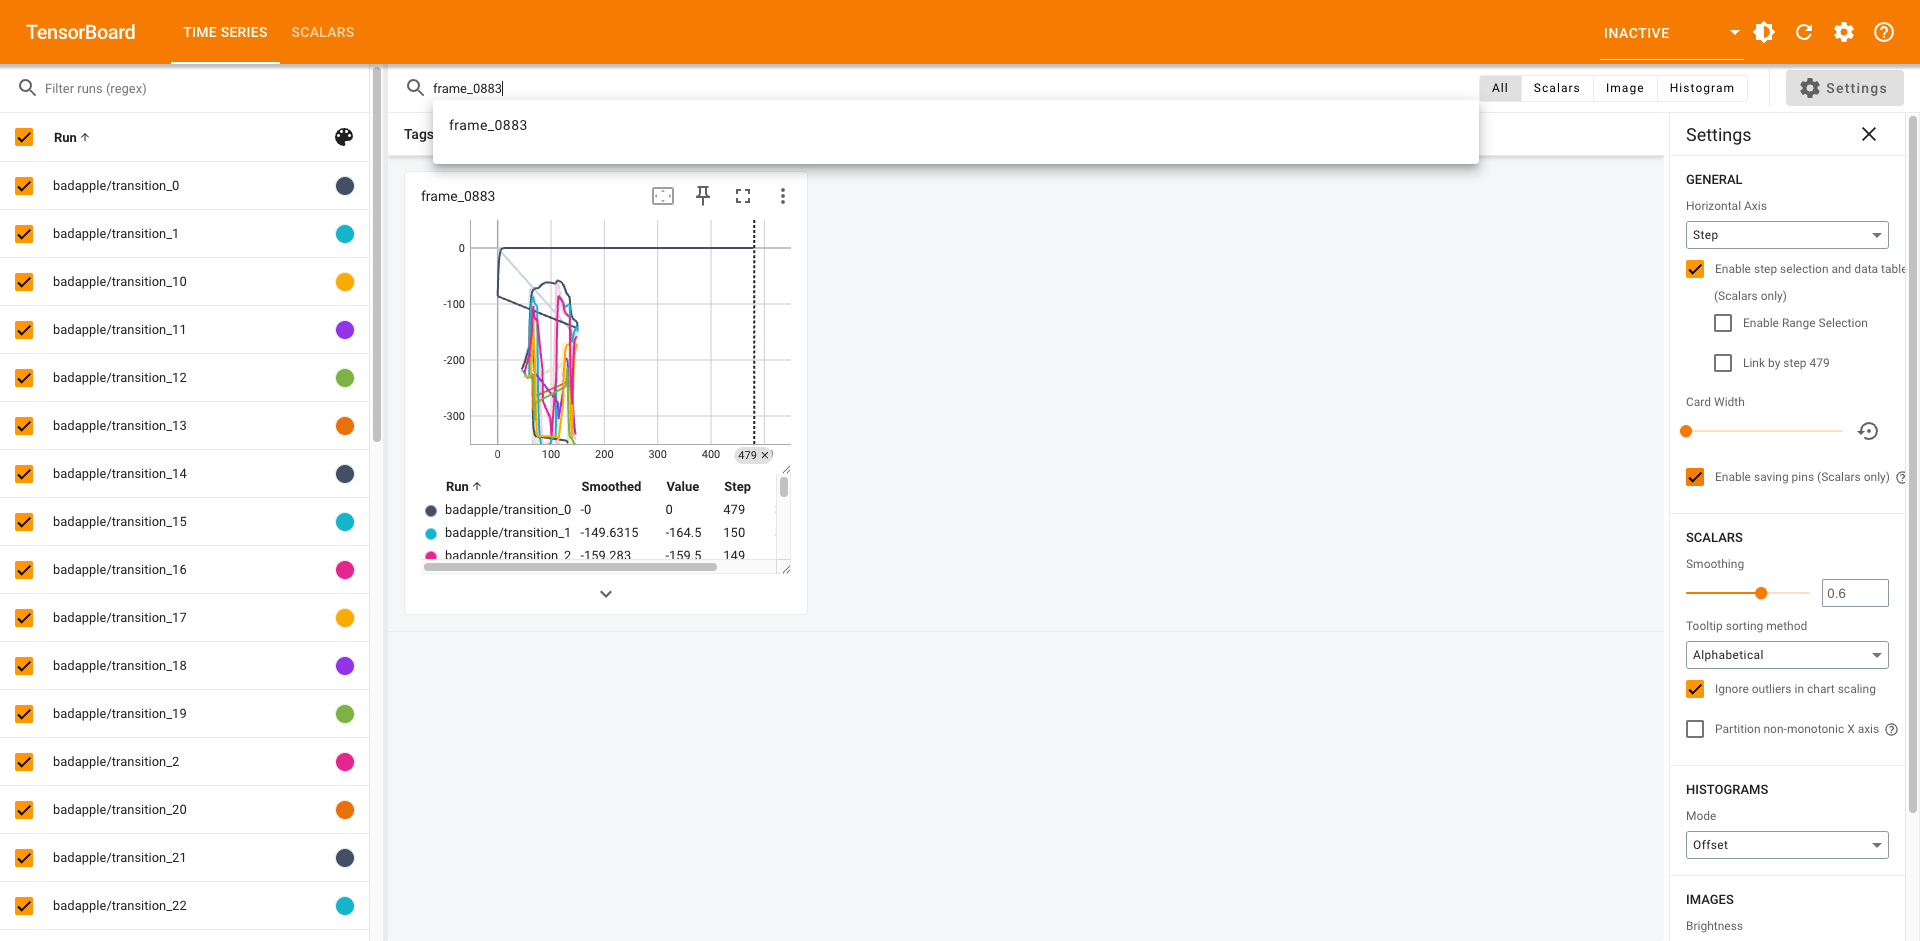 TensorBoard
TIME SERIES
SCALARS
INACTIVE
Filter runs (regex)
Run
badapple/transition_0
badapple/transition_1
badapple/transition_10
badapple/transition_11
badapple/transition_12
badapple/transition_13
badapple/transition_14
badapple/transition_15
badapple/transition_16
badapple/transition_17
badapple/transition_18
badapple/transition_19
badapple/transition_2
badapple/transition_20
badapple/transition_21
badapple/transition_22
frame_0883
All Scalars Image Histogram
Settings
frame_0883
Tags
frame_0883
0
-100
-200
-300
0 100 200 300 400 479
Run Smoothed Value Step
badapple/transition_0 -0 0 479
badapple/transition_1 -149.6315 -164.5 150
badapple/transition_2 -159.283 -159.5 149
Settings
GENERAL
Horizontal Axis
Step
Enable step selection and data table
(Scalars only)
Enable Range Selection
Link by step 479
Card Width
Enable saving pins (Scalars only)
SCALARS
Smoothing
0.6
Tooltip sorting method
Alphabetical
Ignore outliers in chart scaling
Partition non-monotonic X axis
HISTOGRAMS
Mode
Offset
IMAGES
Brightness